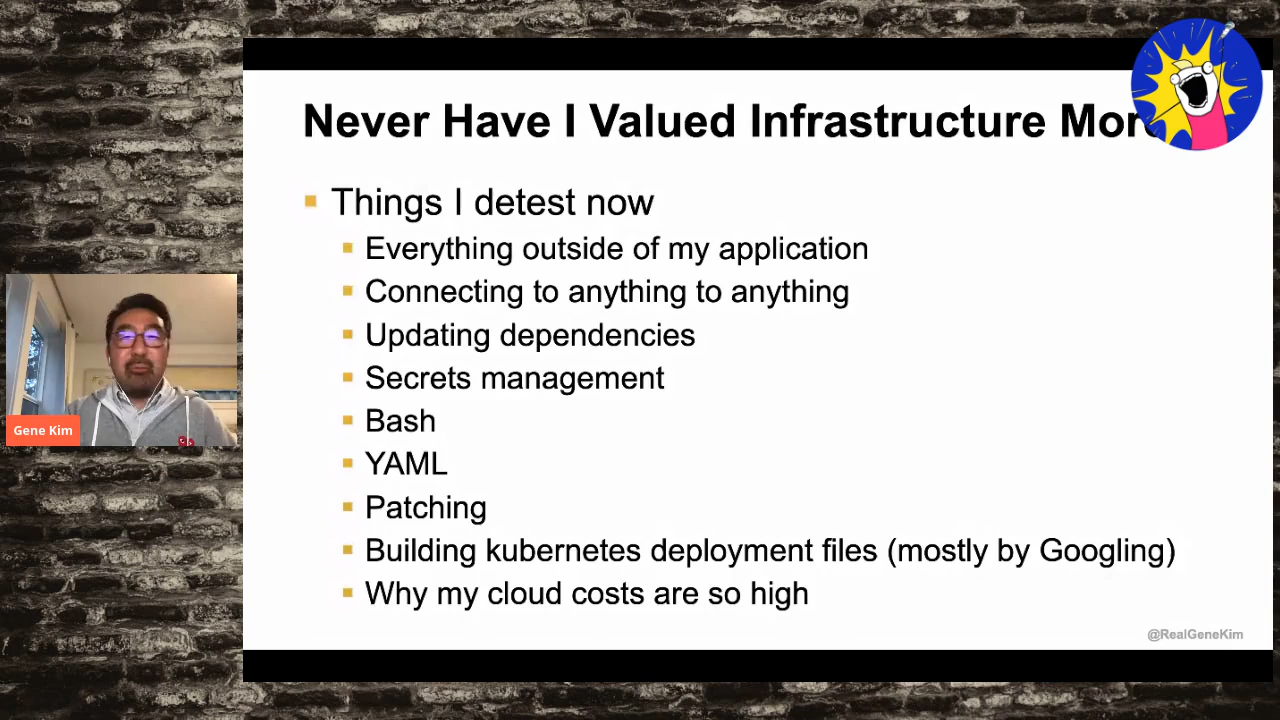 Never Have I Valued Infrastructure More
Things I detest now
Everything outside of my application
Connecting to anything to anything
Updating dependencies
Secrets management
Bash
YAML
Patching
Building kubernetes deployment files (mostly by Googling)
Why my cloud costs are so high
@RealGeneKim
Gene Kim